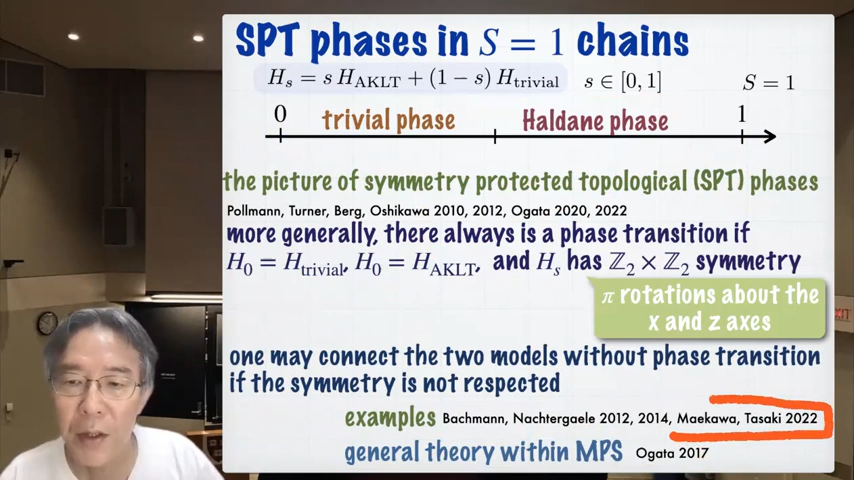 SPT phases in S = 1 chains
H_s = s H_AKLT + (1 − s) H_trivial   s ∈ [0, 1]   S = 1
0   1
trivial phase   Haldane phase
the picture of symmetry protected topological (SPT) phases
Pollmann, Turner, Berg, Oshikawa 2010, 2012, Ogata 2020, 2022
more generally, there always is a phase transition if
H_0 = H_trivial, H_0 = H_AKLT, and H_s has ℤ_2 × ℤ_2 symmetry
π rotations about the
x and z axes
one may connect the two models without phase transition
if the symmetry is not respected
examples Bachmann, Nachtergaele 2012, 2014, Maekawa, Tasaki 2022
general theory within MPS Ogata 2017